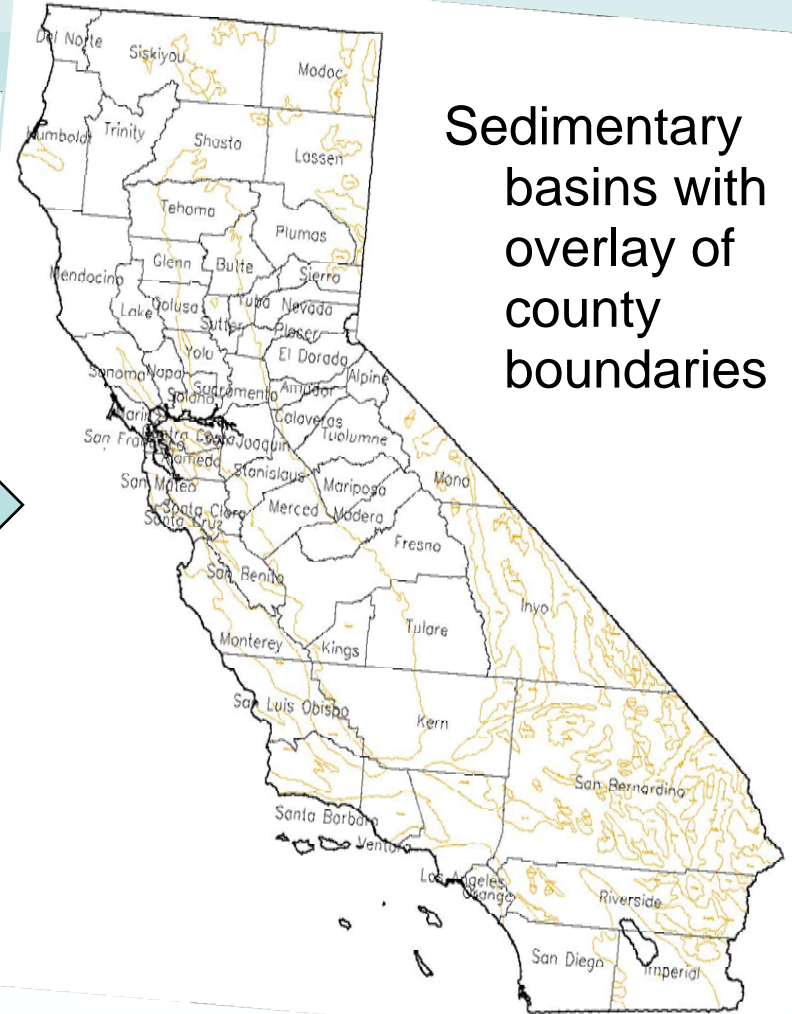 Sedimentary
basins with
overlay of
county
boundaries
Del Norte
Siskiyou
Modoc
Humboldt
Trinity
Shasta
Lassen
Tehama
Plumas
Mendocino
Glenn
Butte
Sierra
Lake
Colusa
Sutter
Yuba
Nevada
Placer
Yolo
El Dorado
Sonoma
Napa
Solano
Sacramento
Amador
Alpine
Marin
Calaveras
Tuolumne
San Fra
Contra Costa
Joaquin
Alameda
Stanislaus
Mono
San Mateo
Mariposa
Santa Clara
Santa Cruz
Merced
Madera
Fresno
San Benito
Inyo
Monterey
Kings
Tulare
San Luis Obispo
Kern
San Bernardino
Santa Barbara
Ventura
Los Angeles
Orange
Riverside
San Diego
Imperial